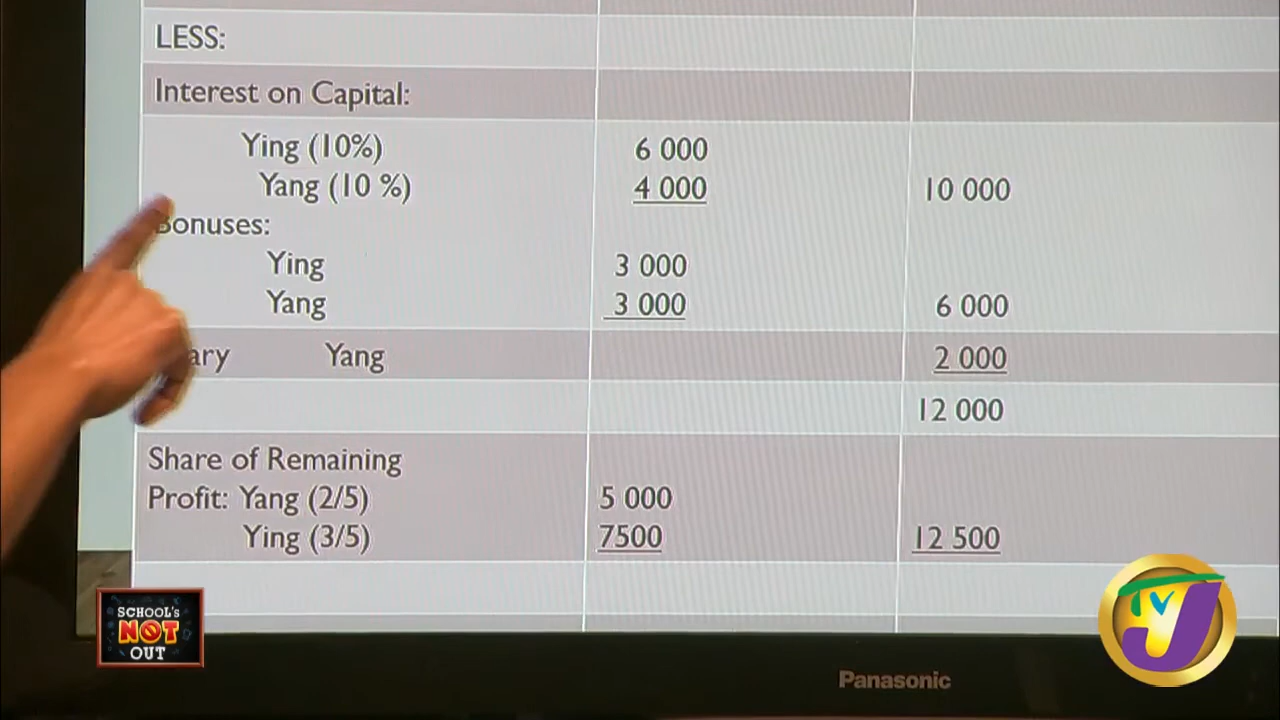 LESS:
Interest on Capital:
Ying (10%) 6 000
Yang (10 %) 4 000 10 000
Bonuses:
Ying 3 000
Yang 3 000 6 000
Yang 2 000
12 000
Share of Remaining
Profit: Yang (2/5) 5 000
Ying (3/5) 7500 12 500
SCHOOL'S
NOT
OUT
TVJ
Panasonic